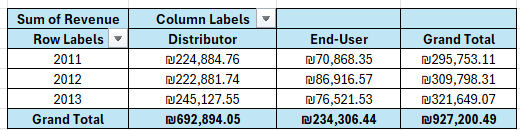 Sum of Revenue Column Labels
Row Labels Distributor End-User Grand Total
2011 ₪224,884.76 ₪70,868.35 ₪295,753.11
2012 ₪222,881.74 ₪86,916.57 ₪309,798.31
2013 ₪245,127.55 ₪76,521.53 ₪321,649.07
Grand Total ₪692,894.05 ₪234,306.44 ₪927,200.49